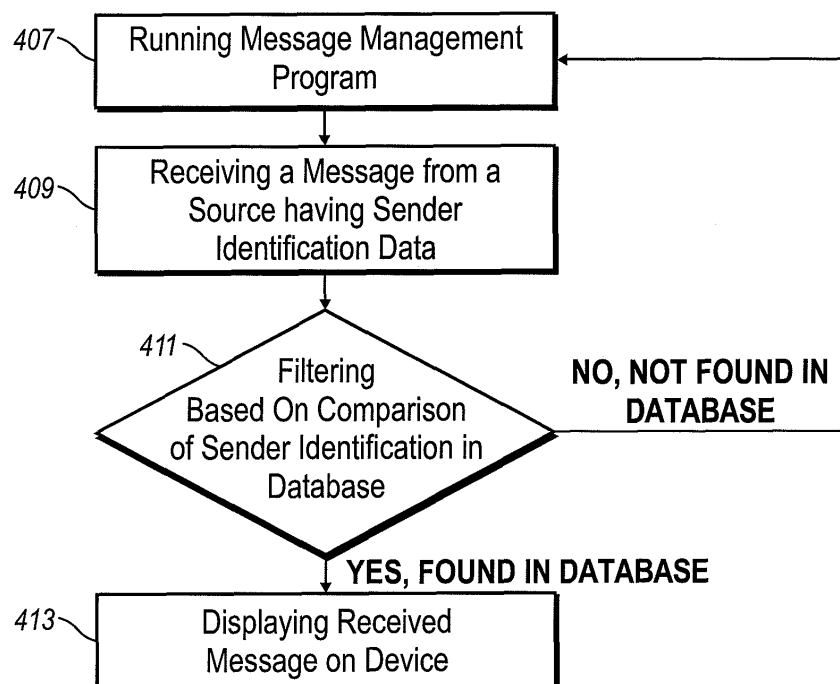 407
Running Message Management
Program
409
Receiving a Message from a
Source having Sender
Identification Data
411
Filtering
Based On Comparison
of Sender Identification in
Database
NO, NOT FOUND IN
DATABASE
YES, FOUND IN DATABASE
413
Displaying Received
Message on Device